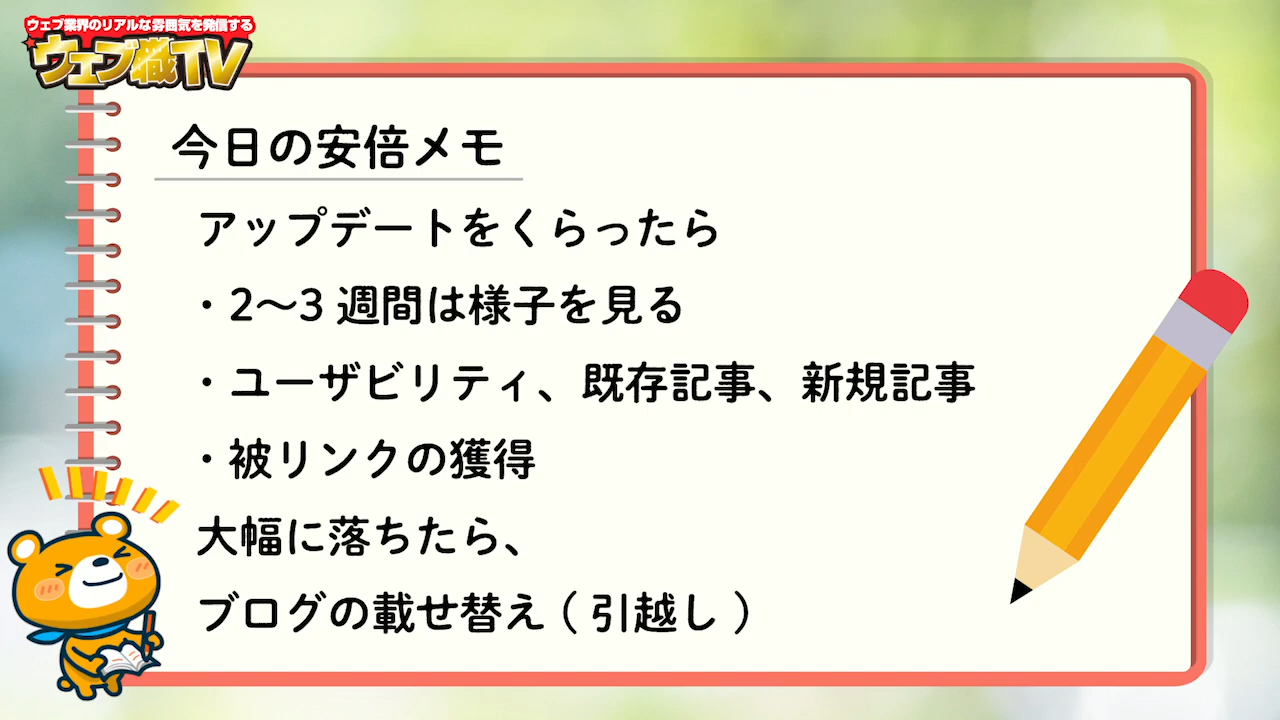 ウェブ業界のリアルな雰囲気を発信する
ウェブ職TV
今日の安倍メモ
アップデートをくらったら
・2〜3週間は様子を見る
・ユーザビリティ、既存記事、新規記事
・被リンクの獲得
大幅に落ちたら、
ブログの載せ替え(引越し)